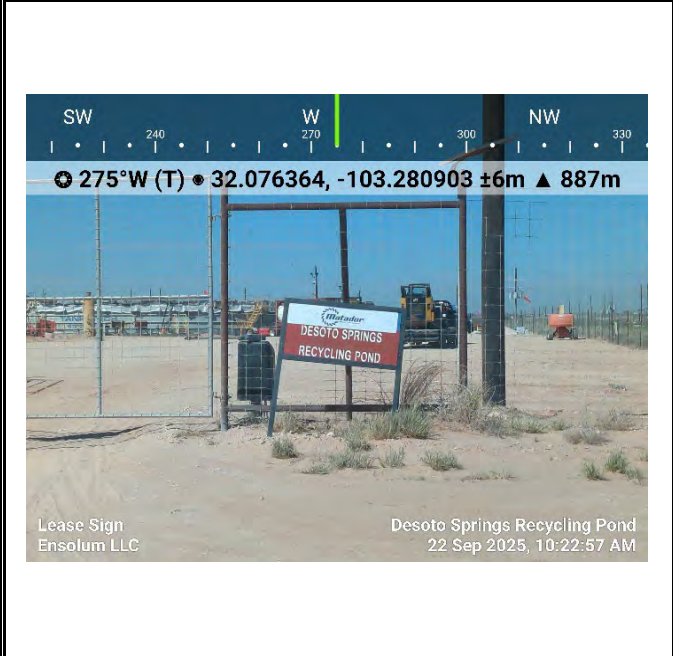 SW W NW
240 270 300 330
275°W (T) 32.076364, -103.280903 ±6m ▲ 887m
Matador
DESOTO SPRINGS
RECYCLING POND
Lease Sign
Ensolum LLC
Desoto Springs Recycling Pond
22 Sep 2025, 10:22:57 AM